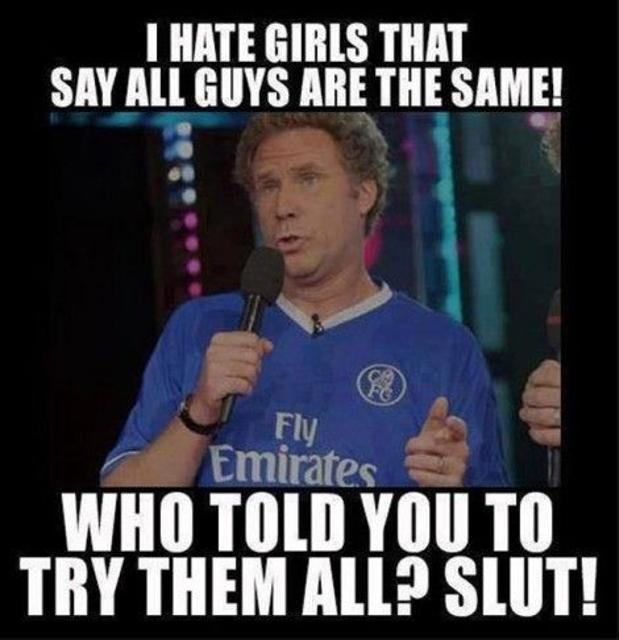 I HATE GIRLS THAT
SAY ALL GUYS ARE THE SAME!
CFC
Fly
Emirates
WHO TOLD YOU TO
TRY THEM ALL? SLUT!